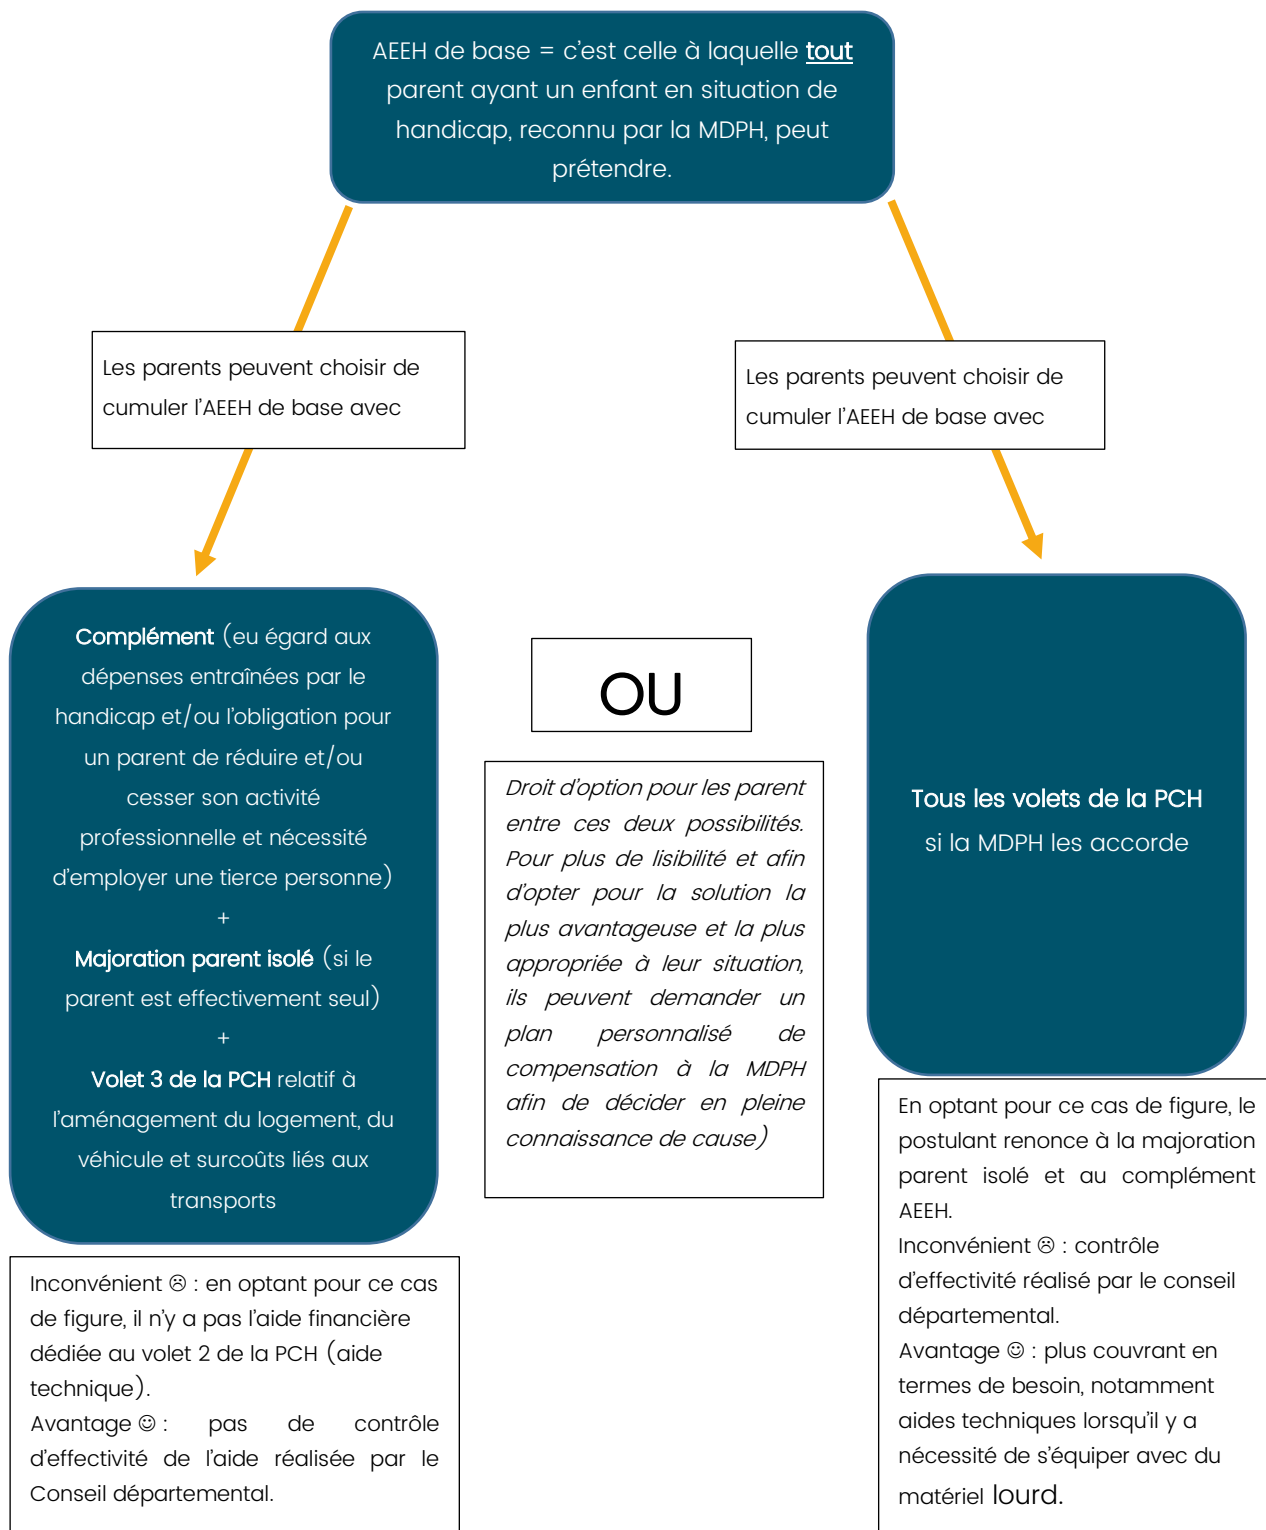 AEEH de base = c'est celle à laquelle tout
parent ayant un enfant en situation de
handicap, reconnu par la MDPH, peut
prétendre.
Les parents peuvent choisir de
cumuler l'AEEH de base avec
Les parents peuvent choisir de
cumuler l'AEEH de base avec
Complément (eu égard aux
dépenses entraînées par le
handicap et/ou l'obligation pour
un parent de réduire et/ou
cesser son activité
professionnelle et nécessité
d'employer une tierce personne)
+
Majoration parent isolé (si le
parent est effectivement seul)
+
Volet 3 de la PCH relatif à
l'aménagement du logement, du
véhicule et surcoûts liés aux
transports
OU
Droit d'option pour les parent
entre ces deux possibilités.
Pour plus de lisibilité et afin
d'opter pour la solution la
plus avantageuse et la plus
appropriée à leur situation,
ils peuvent demander un
plan personnalisé de
compensation à la MDPH
afin de décider en pleine
connaissance de cause)
Tous les volets de la PCH
si la MDPH les accorde
Inconvénient ☹ : en optant pour ce cas
de figure, il n'y a pas l'aide financière
dédiée au volet 2 de la PCH (aide
technique).
Avantage ☺ : pas de contrôle
d'effectivité de l'aide réalisée par le
Conseil départemental.
En optant pour ce cas de figure, le
postulant renonce à la majoration
parent isolé et au complément
AEEH.
Inconvénient ☹ : contrôle
d'effectivité réalisé par le conseil
départemental.
Avantage ☺ : plus couvrant en
termes de besoin, notamment
aides techniques lorsqu'il y a
nécessité de s'équiper avec du
matériel lourd.